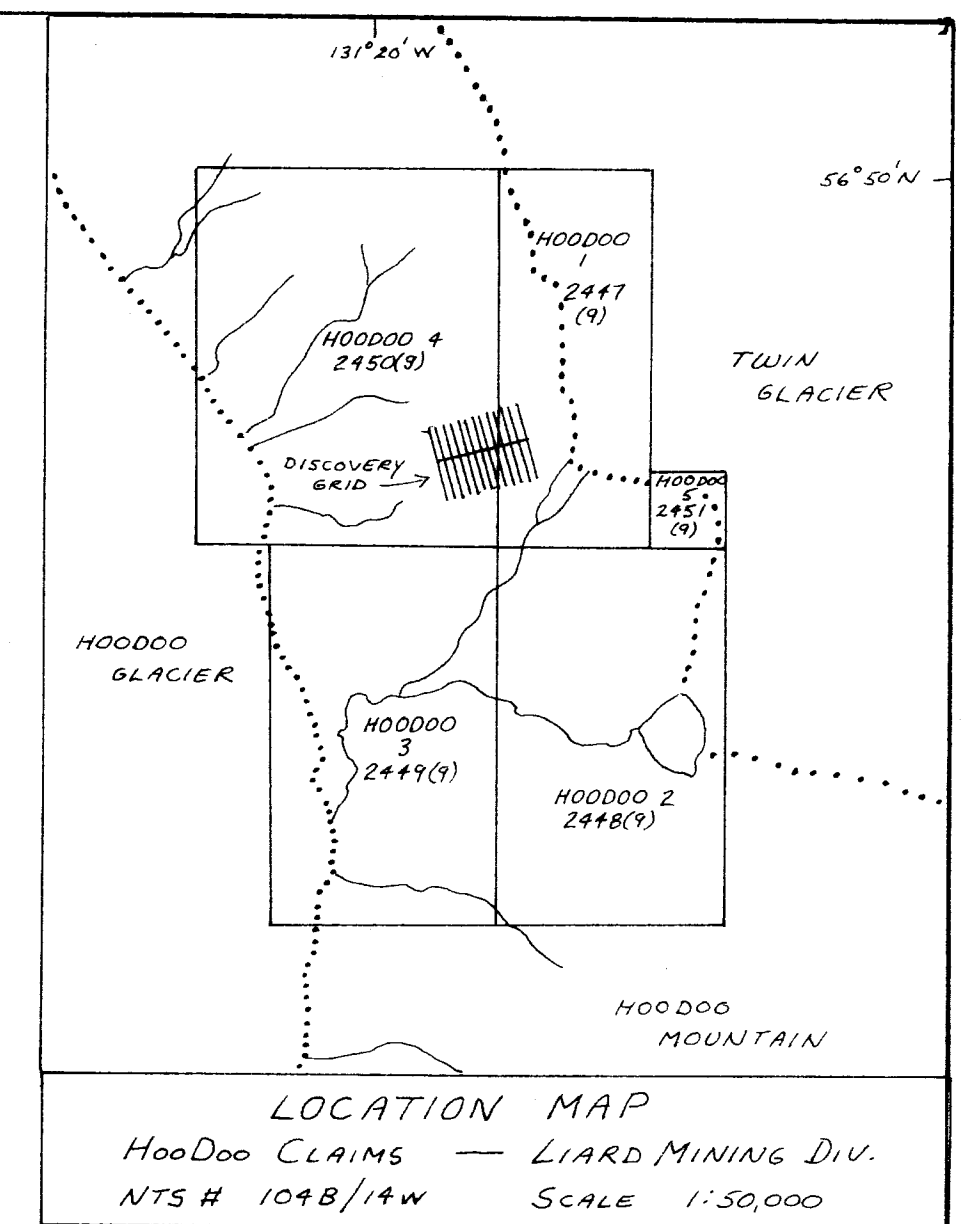 131°20' W
56°50' N
HOODOO
1
2447
(9)
HOODOO 4
2450(9)
TWIN
GLACIER
DISCOVERY
GRID
HOODOO
5
2451
(9)
HOODOO
GLACIER
HOODOO
3
2449(9)
HOODOO 2
2448(9)
HOODOO
MOUNTAIN
LOCATION MAP
HOODOO CLAIMS — LIARD MINING DIV.
NTS # 104B/14W SCALE 1:50,000